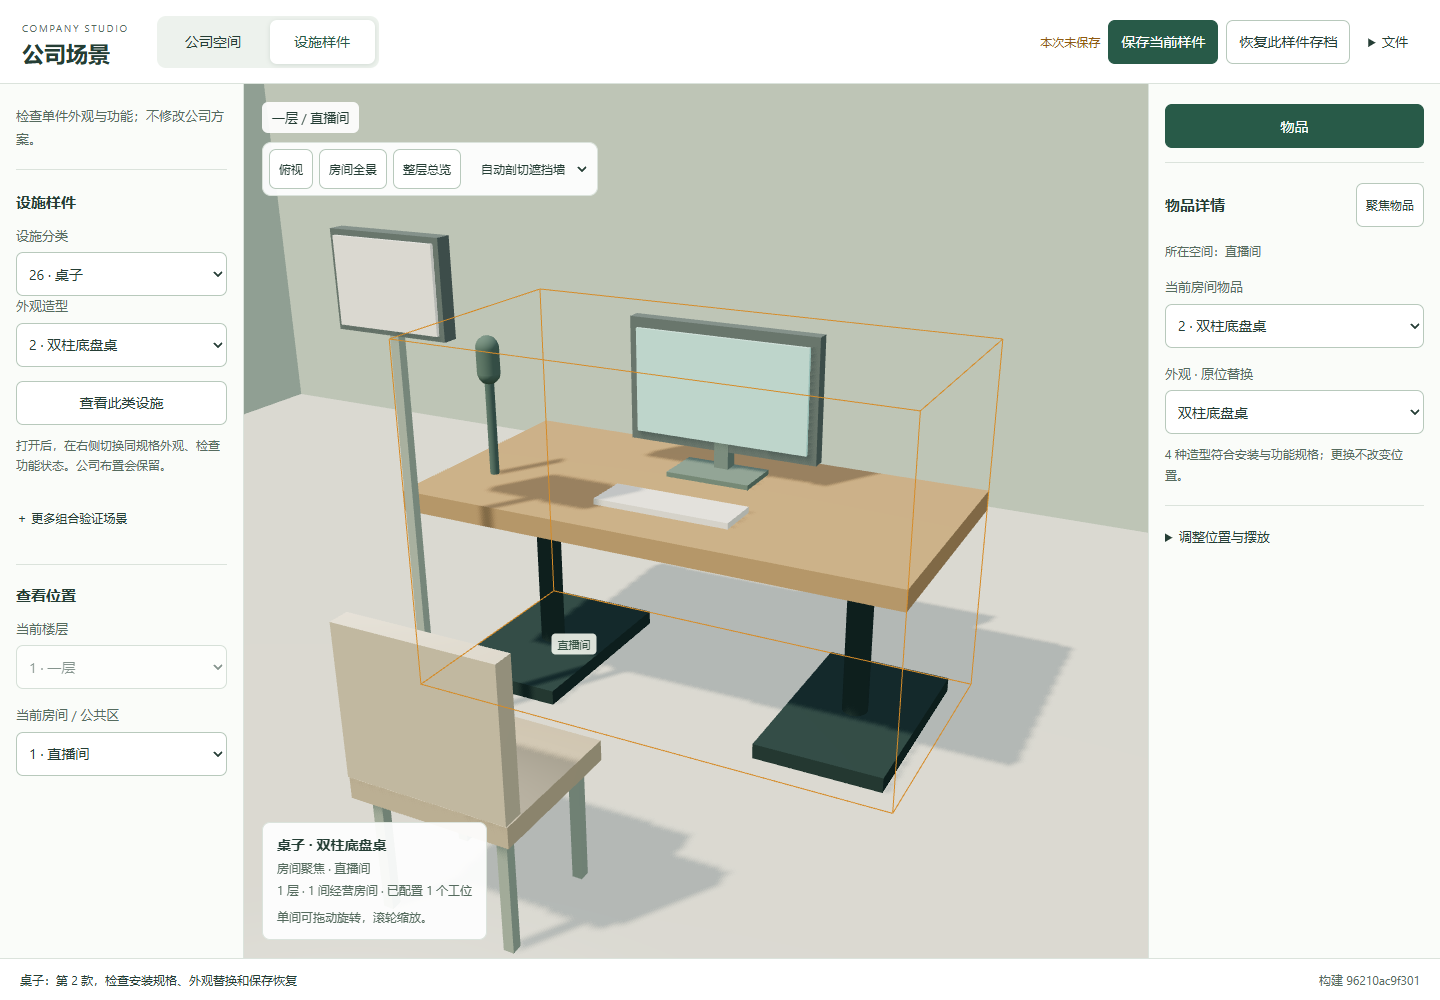 COMPANY STUDIO
公司场景
公司空间
设施样件
本次未保存
保存当前样件
恢复此样件存档
▶ 文件
检查单件外观与功能；不修改公司方
案。
设施样件
设施分类
26 · 桌子
外观造型
2 · 双柱底盘桌
查看此类设施
打开后，在右侧切换同规格外观、检查
功能状态。公司布置会保留。
+ 更多组合验证场景
查看位置
当前楼层
1 · 一层
当前房间 / 公共区
1 · 直播间
一层 / 直播间
俯视
房间全景
整层总览
自动剖切遮挡墙
直播间
桌子 · 双柱底盘桌
房间聚焦 · 直播间
1 层 · 1 间经营房间 · 已配置 1 个工位
单间可拖动旋转，滚轮缩放。
物品
物品详情
聚焦物品
所在空间：直播间
当前房间物品
2 · 双柱底盘桌
外观 · 原位替换
双柱底盘桌
4 种造型符合安装与功能规格；更换不改变位
置。
▶ 调整位置与摆放
桌子：第 2 款，检查安装规格、外观替换和保存恢复
构建 96210ac9f301